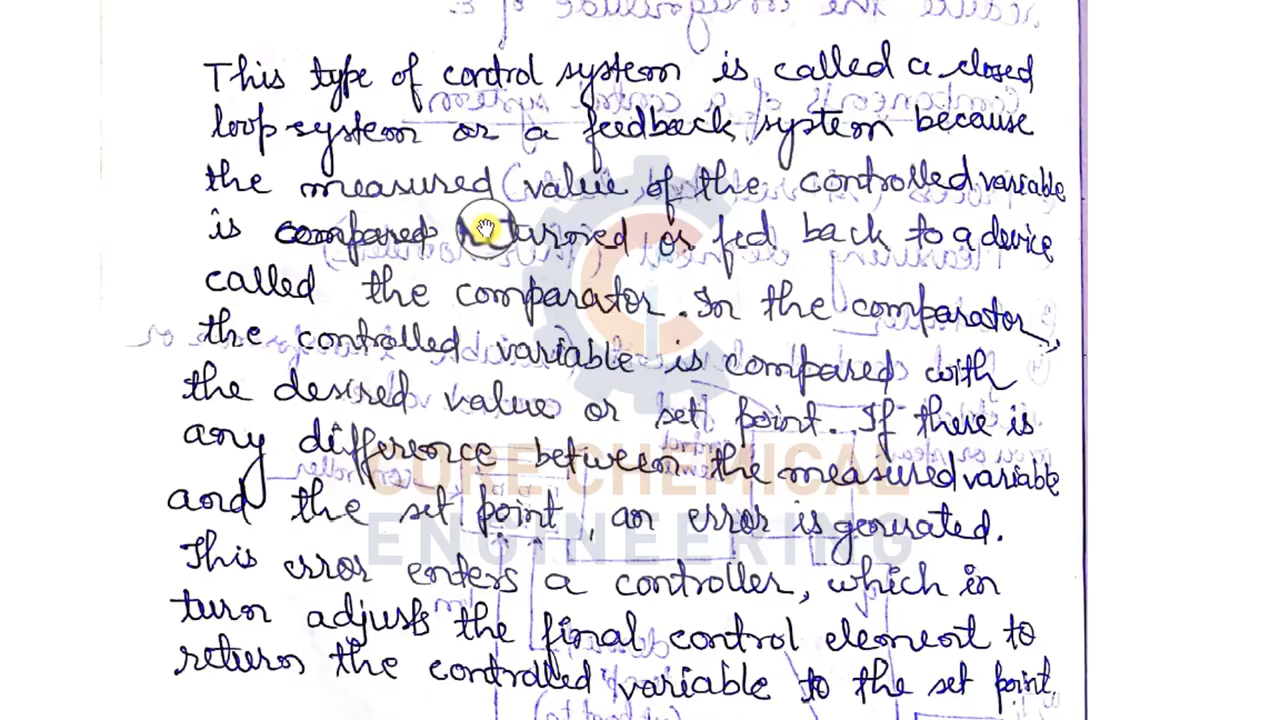 This type of control system is called a closed
loop system or a feedback system because
the measured value of the controlled variable
is compared returned or fed back to a device
called the comparator. In the comparator,
the controlled variable is compared with
the desired value or set point. If there is
any difference between the measured variable
and the set point, an error is generated.
This error enters a controller, which in
turn adjusts the final control element to
return the controlled variable to the set point.
CORE CHEMICAL
ENGINEERING